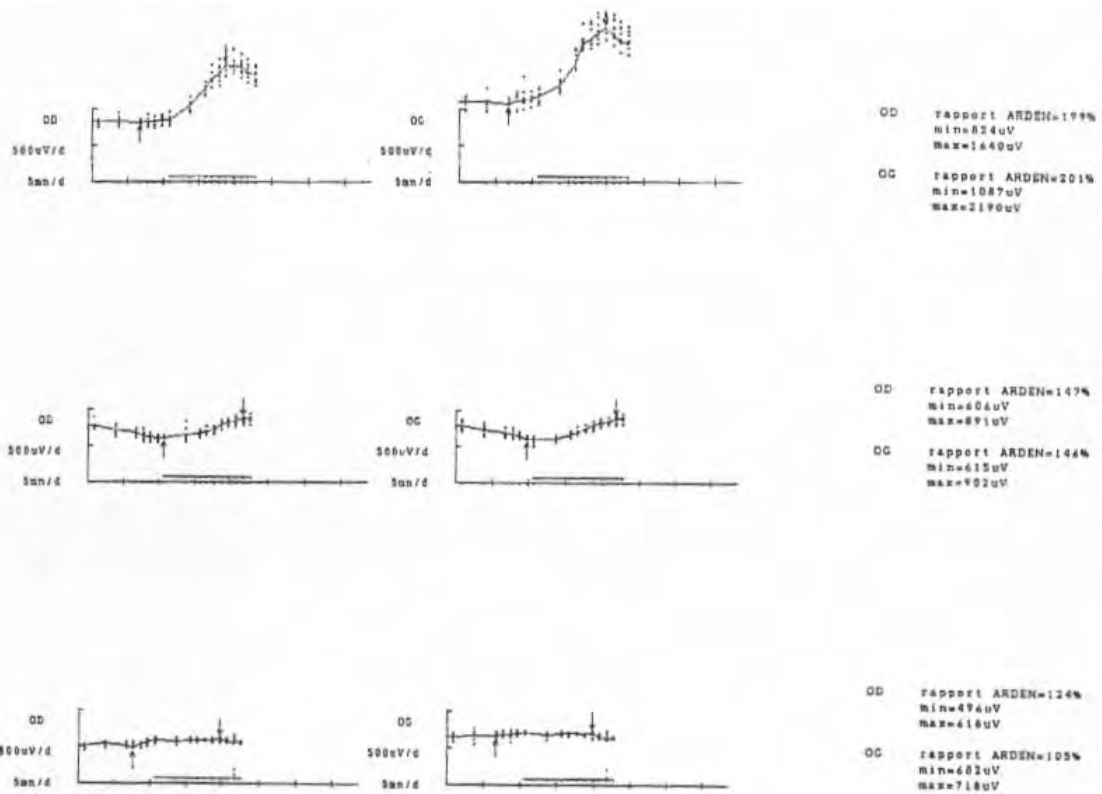 OD
500uV/d
5mn/d
OG
500uV/d
5mn/d
OD rapport ARDEN=199%
min=824uV
max=1640uV
OG rapport ARDEN=201%
min=1087uV
max=2190uV
OD
500uV/d
5mn/d
OG
500uV/d
5mn/d
OD rapport ARDEN=147%
min=606uV
max=891uV
OG rapport ARDEN=146%
min=615uV
max=902uV
OD
500uV/d
5mn/d
OG
500uV/d
5mn/d
OD rapport ARDEN=124%
min=496uV
max=618uV
OG rapport ARDEN=105%
min=682uV
max=718uV